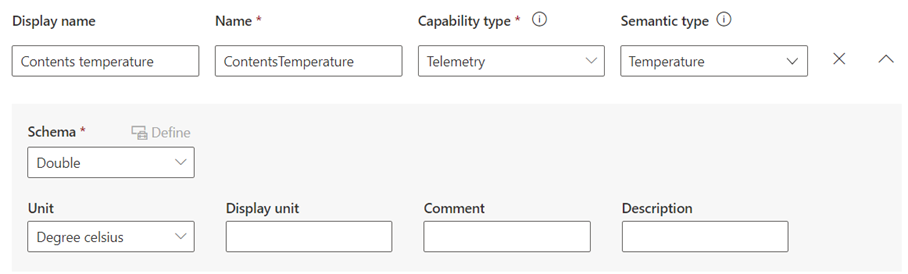 Display name Name * Capability type * Semantic type
Contents temperature ContentsTemperature Telemetry Temperature
Schema * Define
Double
Unit Display unit Comment Description
Degree celsius